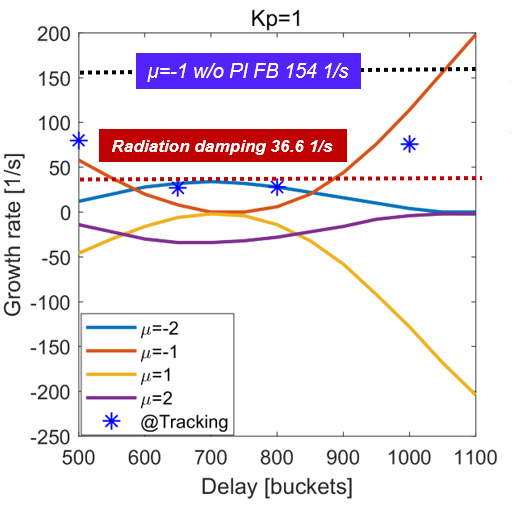 Kp=1
200
150
100
50
0
-50
-100
-150
-200
-250
Growth rate [1/s]
μ=-1 w/o PI FB 154 1/s
Radiation damping 36.6 1/s
μ=-2
μ=-1
μ=1
μ=2
@Tracking
500 600 700 800 900 1000 1100
Delay [buckets]